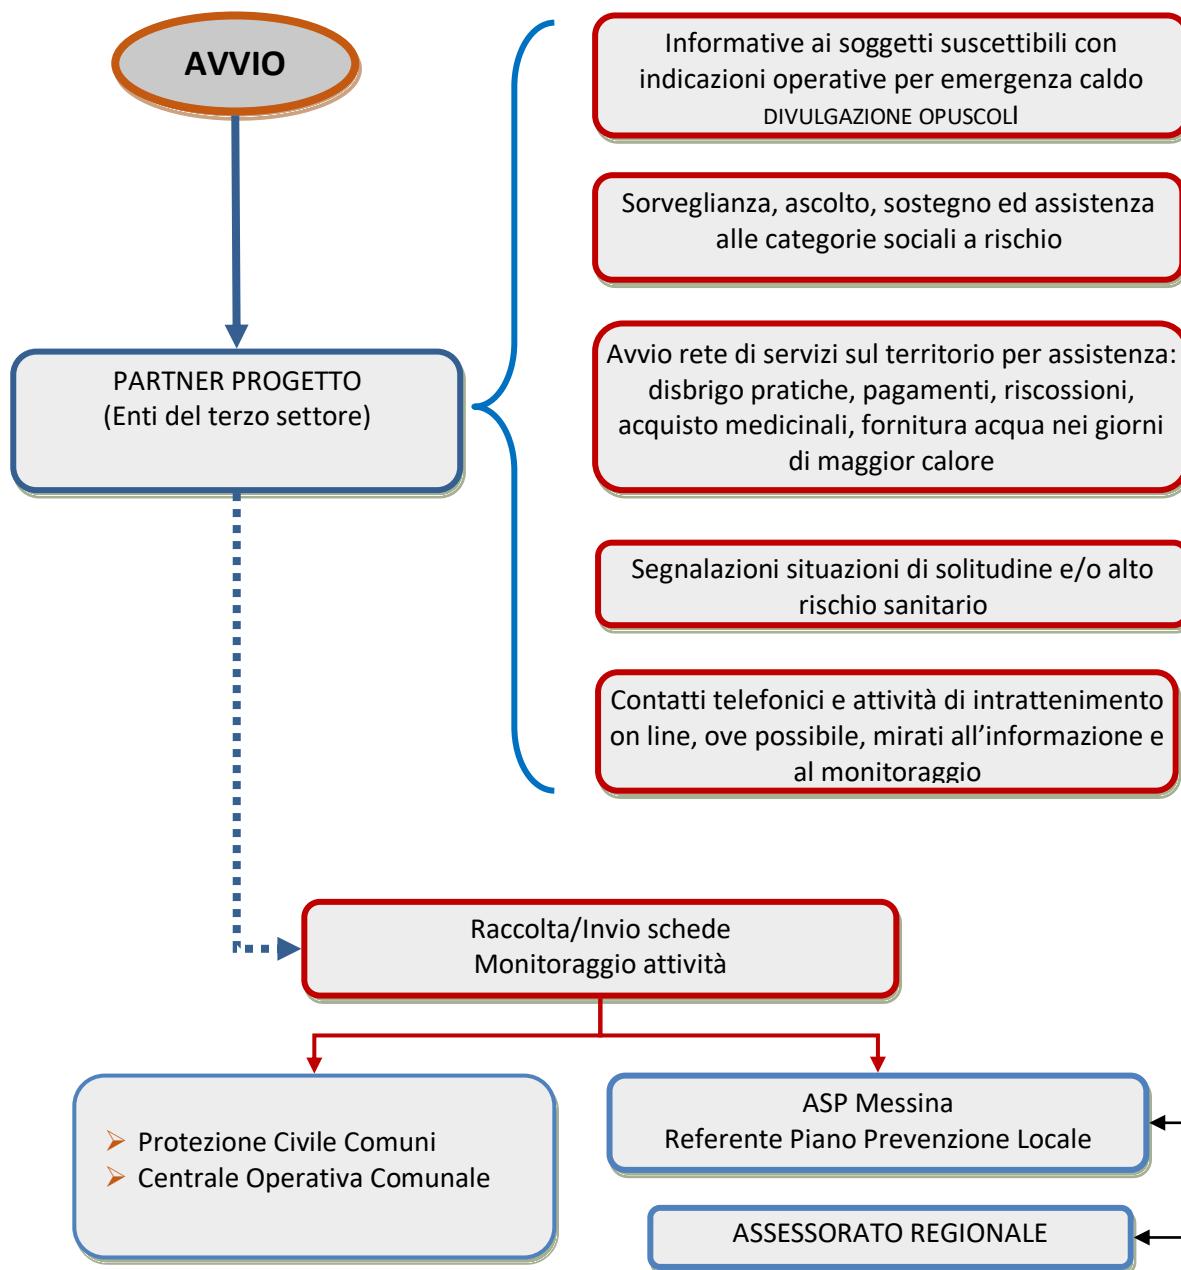 AVVIO
Informative ai soggetti suscettibili con
indicazioni operative per emergenza caldo
DIVULGAZIONE OPUSCOLI
Sorveglianza, ascolto, sostegno ed assistenza
alle categorie sociali a rischio
PARTNER PROGETTO
(Enti del terzo settore)
Avvio rete di servizi sul territorio per assistenza:
disbrigo pratiche, pagamenti, riscossioni,
acquisto medicinali, fornitura acqua nei giorni
di maggior calore
Segnalazioni situazioni di solitudine e/o alto
rischio sanitario
Contatti telefonici e attività di intrattenimento
on line, ove possibile, mirati all’informazione e
al monitoraggio
Raccolta/Invio schede
Monitoraggio attività
➢ Protezione Civile Comuni
➢ Centrale Operativa Comunale
ASP Messina
Referente Piano Prevenzione Locale
ASSESSORATO REGIONALE